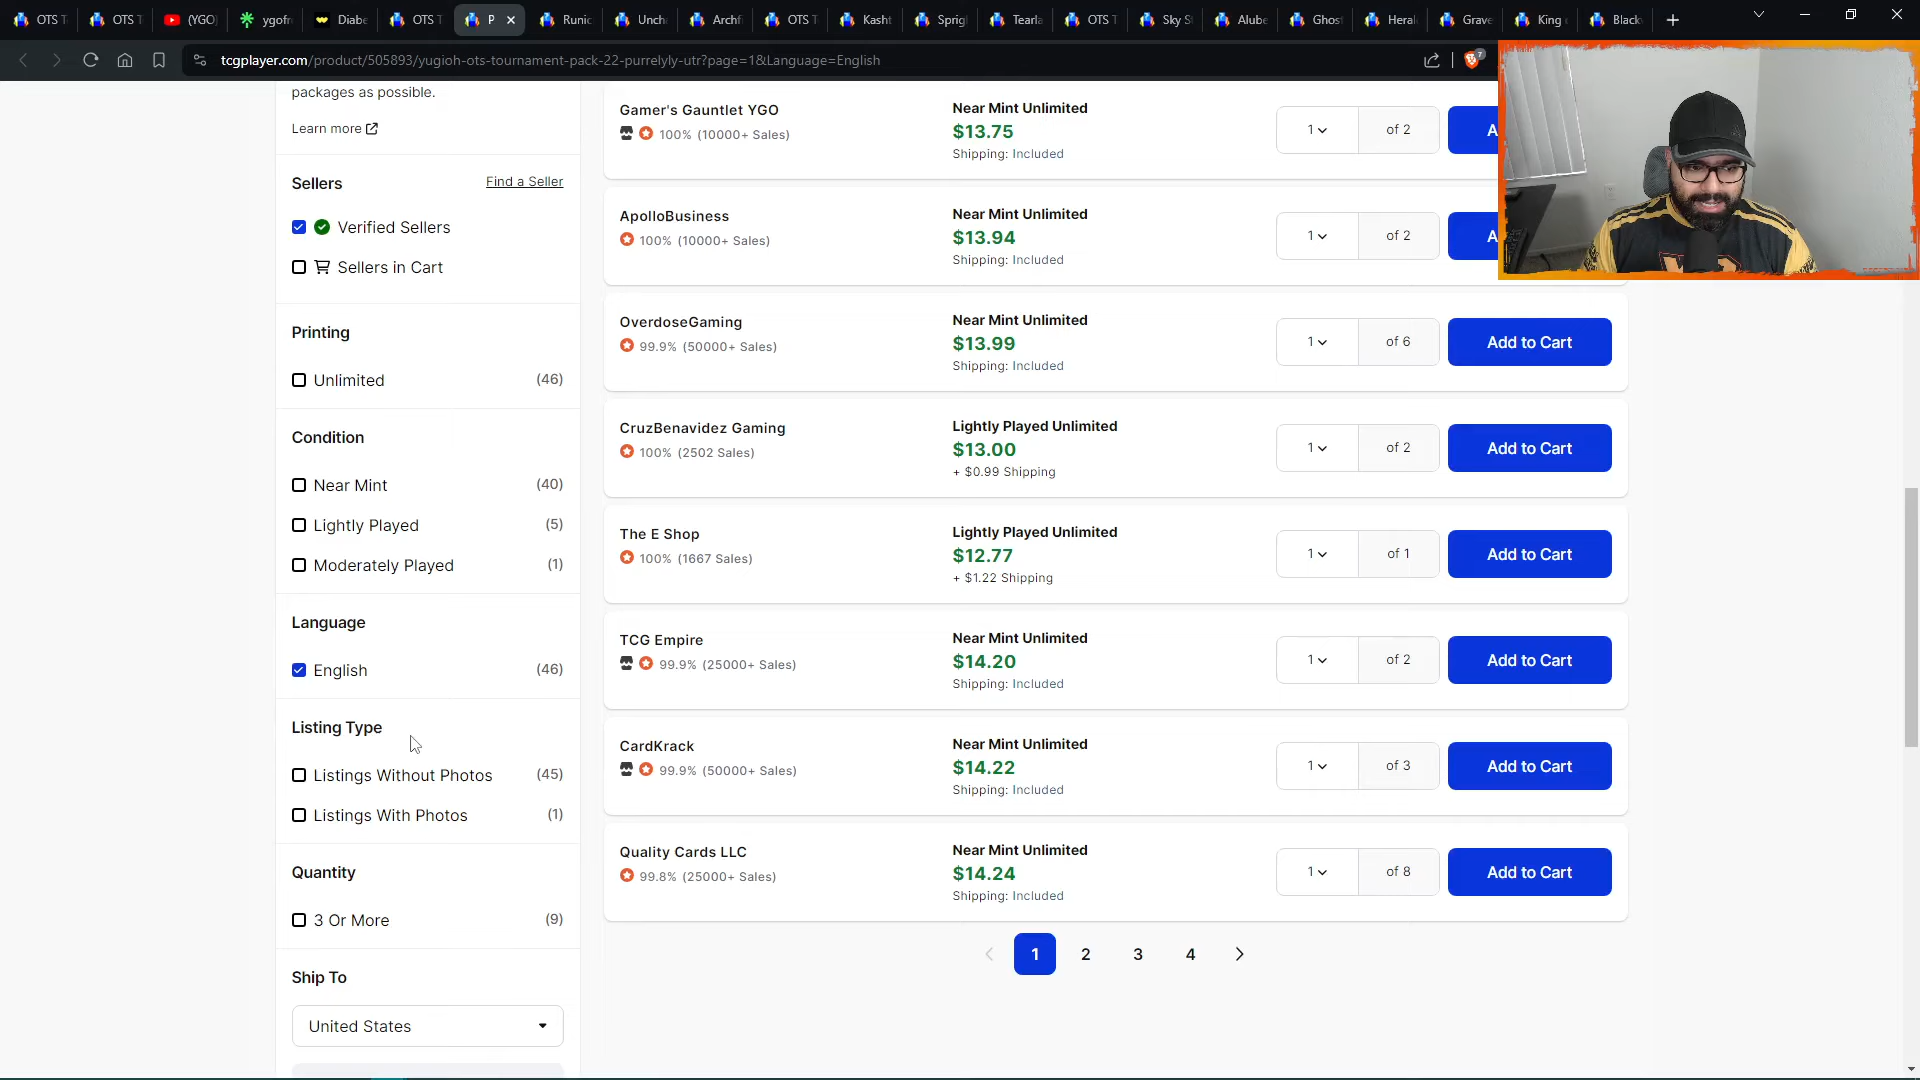 OTS T
OTS T
(YGO)
ygofr
Diabe
OTS T
P
Runic
Uncha
Archf
OTS T
Kasht
Sprig
Tearla
OTS T
Sky S
Alube
Ghos
Heral
Grave
King
Black
tcgplayer.com/product/505893/yugioh-ots-tournament-pack-22-purrelyly-utr?page=1&Language=English
7
packages as possible.
Learn more
Sellers
Find a Seller
Verified Sellers
Sellers in Cart
Printing
Unlimited (46)
Condition
Near Mint (40)
Lightly Played (5)
Moderately Played (1)
Language
English (46)
Listing Type
Listings Without Photos (45)
Listings With Photos (1)
Quantity
3 Or More (9)
Ship To
United States
Gamer's Gauntlet YGO
100% (10000+ Sales)
Near Mint Unlimited
$13.75
Shipping: Included
1 of 2
A
ApolloBusiness
100% (10000+ Sales)
Near Mint Unlimited
$13.94
Shipping: Included
1 of 2
A
OverdoseGaming
99.9% (50000+ Sales)
Near Mint Unlimited
$13.99
Shipping: Included
1 of 6
Add to Cart
CruzBenavidez Gaming
100% (2502 Sales)
Lightly Played Unlimited
$13.00
+ $0.99 Shipping
1 of 2
Add to Cart
The E Shop
100% (1667 Sales)
Lightly Played Unlimited
$12.77
+ $1.22 Shipping
1 of 1
Add to Cart
TCG Empire
99.9% (25000+ Sales)
Near Mint Unlimited
$14.20
Shipping: Included
1 of 2
Add to Cart
CardKrack
99.9% (50000+ Sales)
Near Mint Unlimited
$14.22
Shipping: Included
1 of 3
Add to Cart
Quality Cards LLC
99.8% (25000+ Sales)
Near Mint Unlimited
$14.24
Shipping: Included
1 of 8
Add to Cart
1 2 3 4